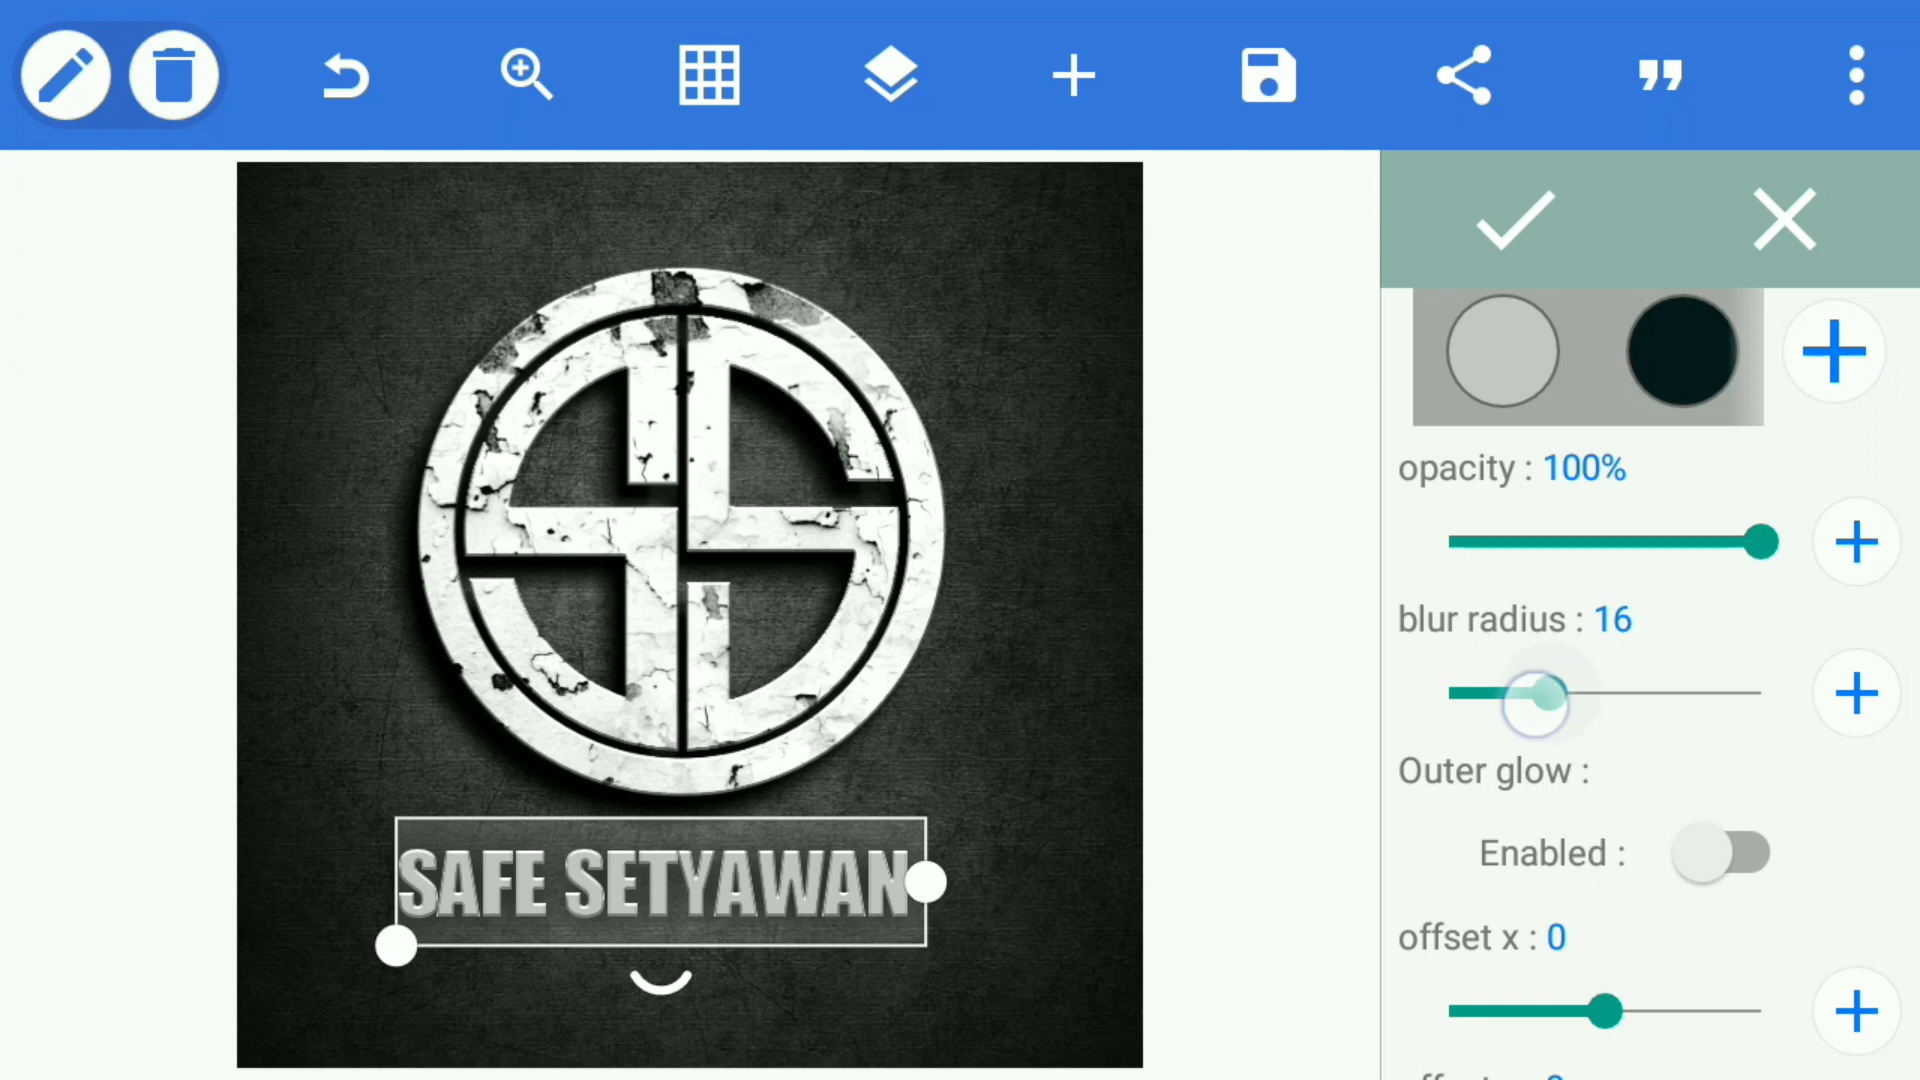 opacity : 100%
blur radius : 16
Outer glow :
Enabled :
offset x : 0
SAFE SETYAWAN